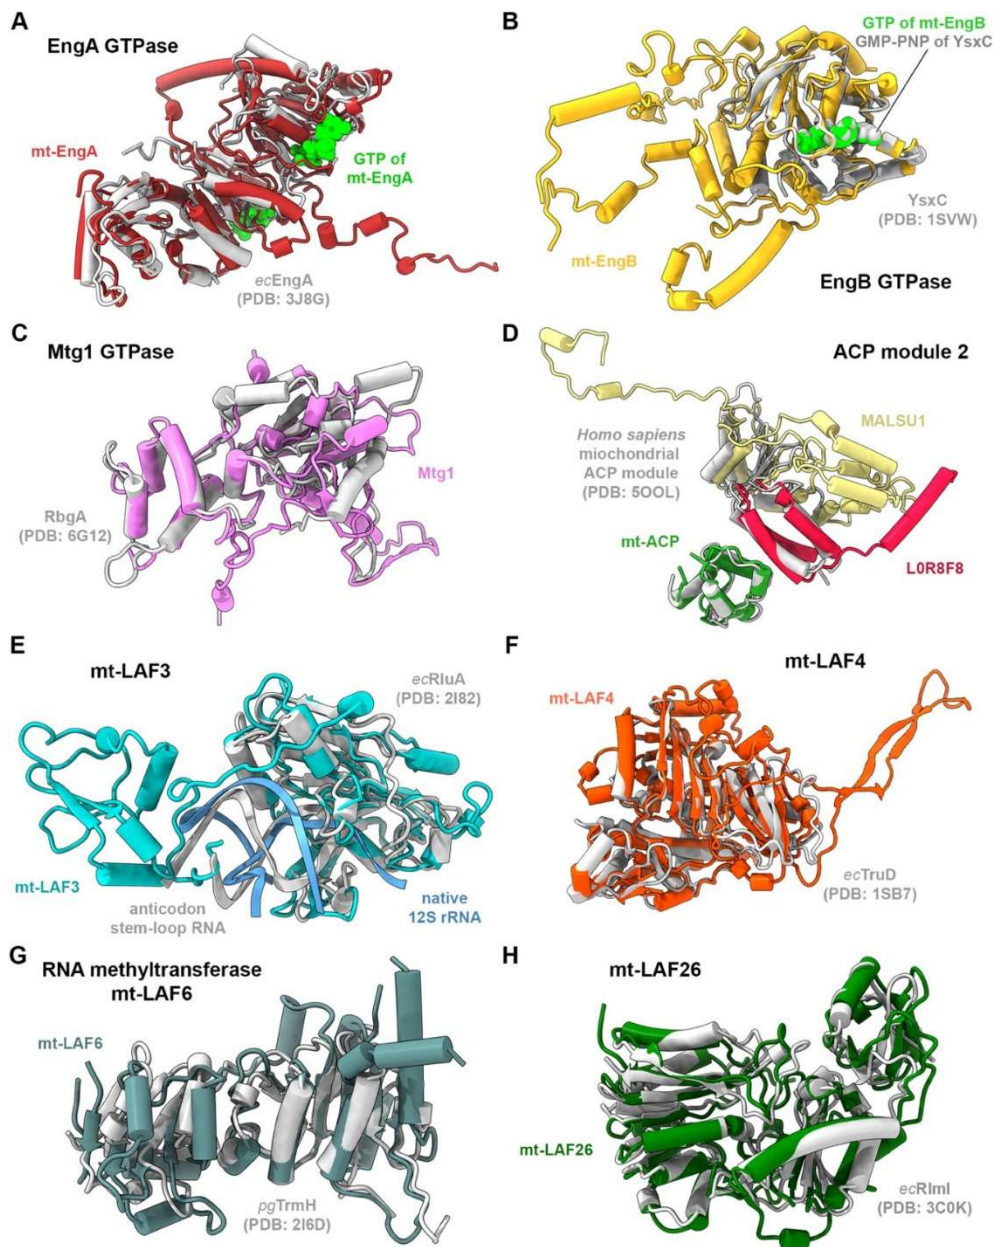 A
EngA GTPase
mt-EngA
GTP of
mt-EngA
ecEngA
(PDB: 3J8G)
B
GTP of mt-EngB
GMP-PNP of YsxC
YsxC
(PDB: 1SVW)
mt-EngB
EngB GTPase
C
Mtg1 GTPase
Mtg1
RbgA
(PDB: 6G12)
D
ACP module 2
MALSU1
Homo sapiens
miochondrial
ACP module
(PDB: 5OOL)
mt-ACP
L0R8F8
E
mt-LAF3
ecRluA
(PDB: 2I82)
mt-LAF3
anticodon
stem-loop RNA
native
12S rRNA
F
mt-LAF4
mt-LAF4
ecTruD
(PDB: 1SB7)
G
RNA methyltransferase
mt-LAF6
mt-LAF6
pgTrmH
(PDB: 2I6D)
H
mt-LAF26
mt-LAF26
ecRlmI
(PDB: 3C0K)